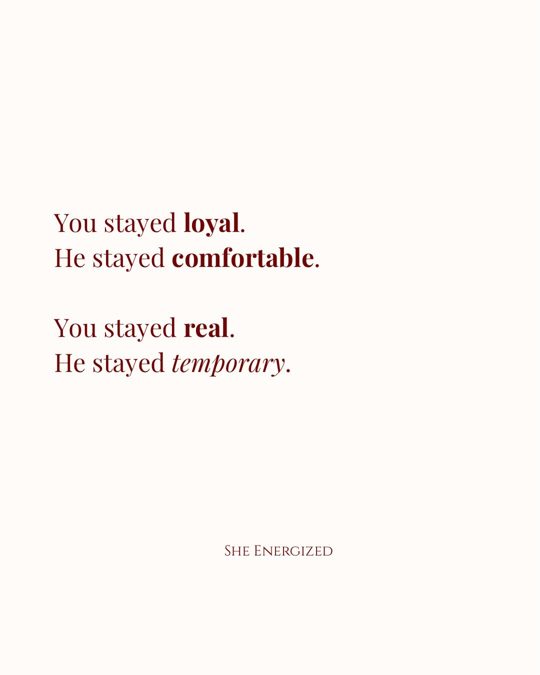 You stayed loyal.
He stayed comfortable.
You stayed real.
He stayed temporary.
She Energized